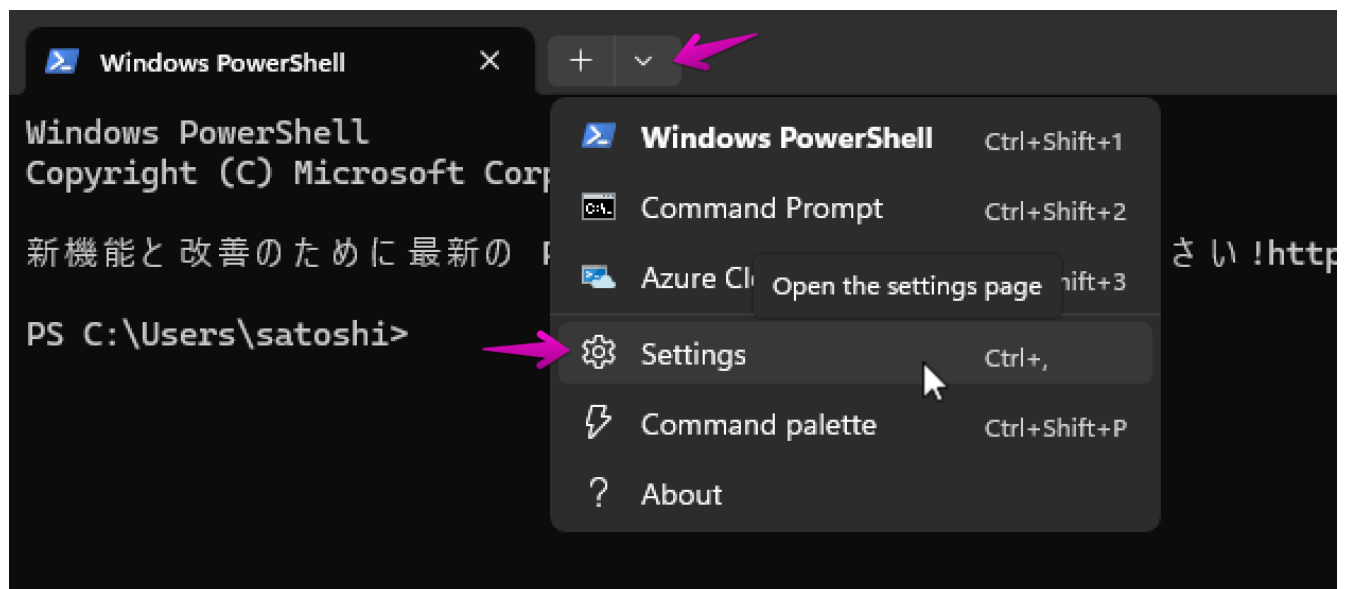 Windows PowerShell
Windows PowerShell
Copyright (C) Microsoft Corp
新機能と改善のために最新の
さい!http
PS C:\Users\satoshi>
Windows PowerShell Ctrl+Shift+1
Command Prompt Ctrl+Shift+2
Azure Cl hift+3
Open the settings page
Settings Ctrl+,
Command palette Ctrl+Shift+P
? About